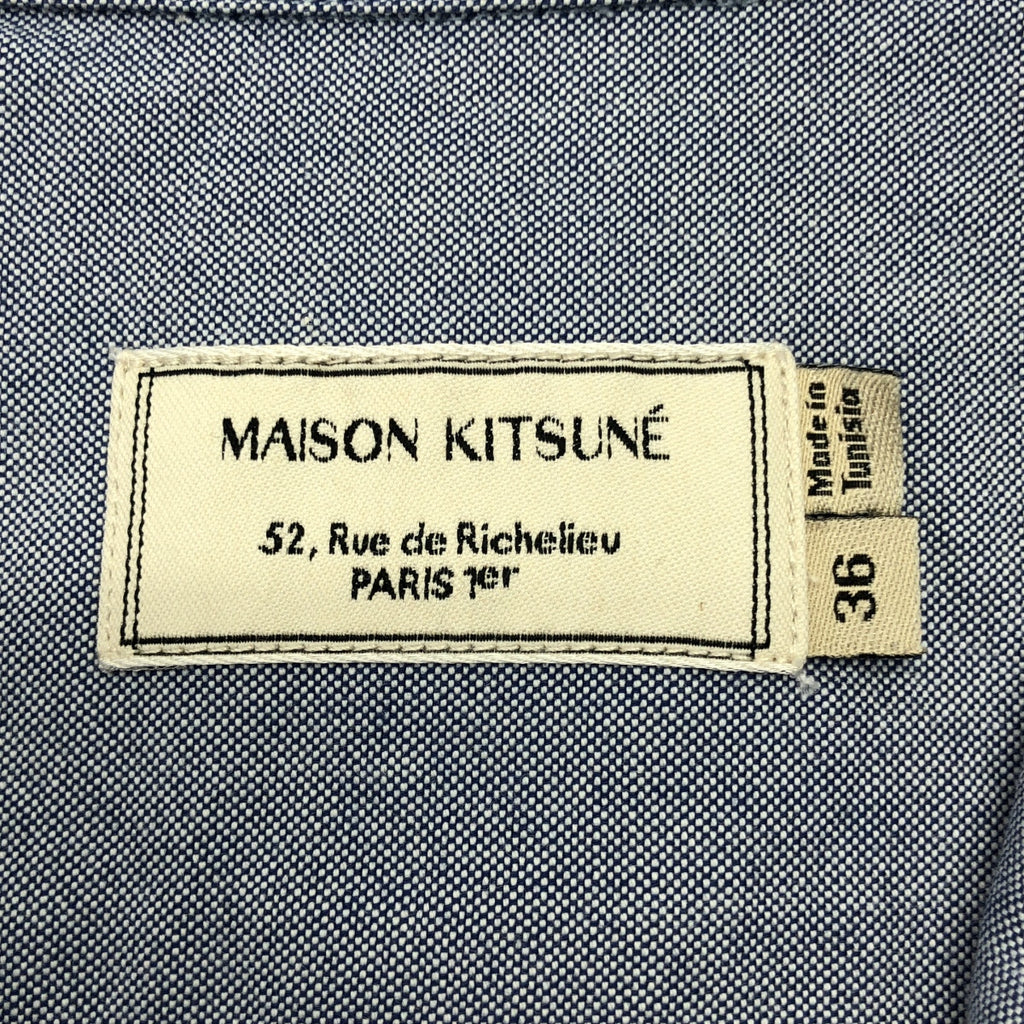 MAISON KITSUNÉ
52, Rue de Richelieu
PARIS 1er
Made in
Tunisia
36